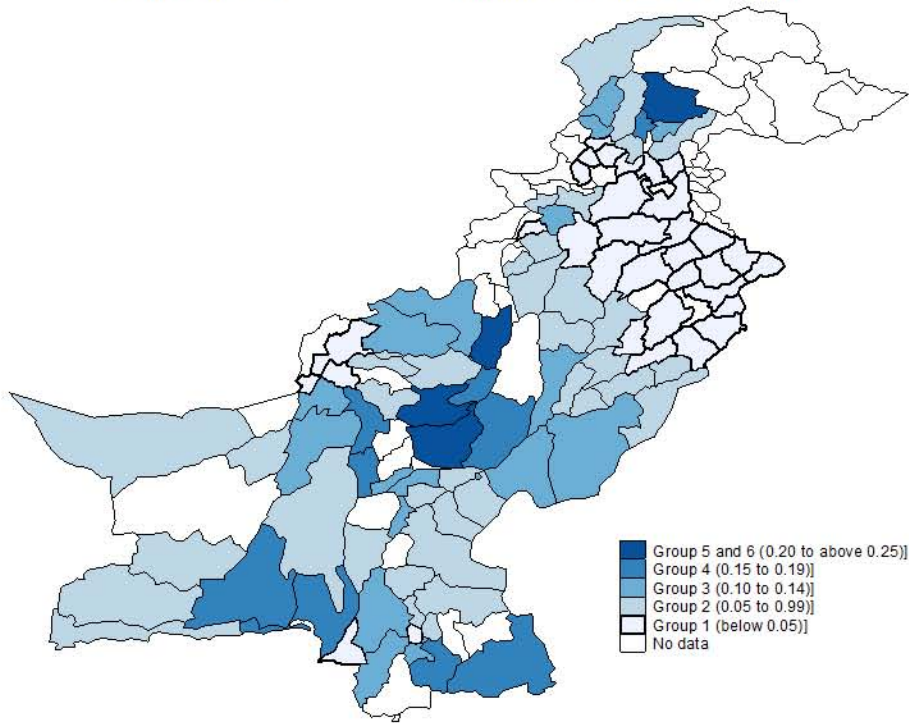 Group 5 and 6 (0.20 to above 0.25)]
Group 4 (0.15 to 0.19)]
Group 3 (0.10 to 0.14)]
Group 2 (0.05 to 0.99)]
Group 1 (below 0.05)]
No data